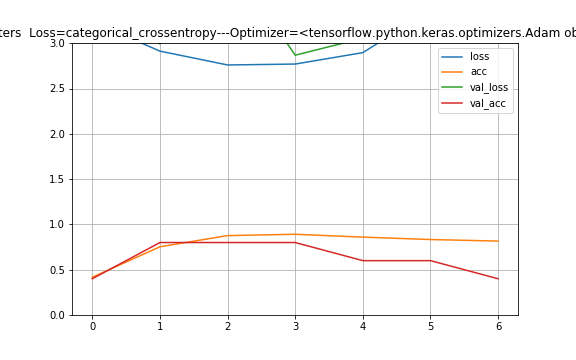 ters Loss=categorical_crossentropy---Optimizer=<tensorflow.python.keras.optimizers.Adam ob
3.0
2.5
2.0
1.5
1.0
0.5
0.0
0 1 2 3 4 5 6
loss
acc
val_loss
val_acc